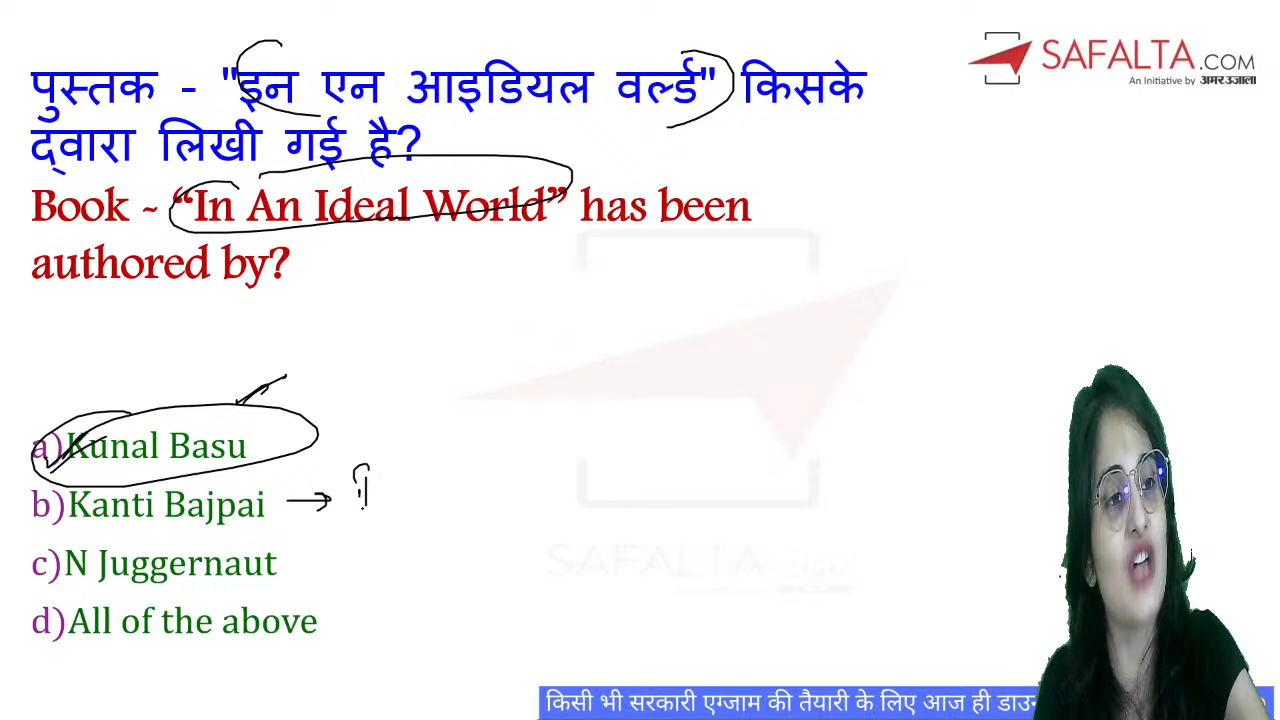 पुस्तक - "इन एन आइडियल वर्ल्ड" किसके
द्वारा लिखी गई है?
Book ~ “In An Ideal World” has been
authored by?
a)Kunal Basu
b)Kanti Bajpai
c)N Juggernaut
d)All of the above
SAFALTA.COM
An Initiative by अमर उजाला
SAFALTA
किसी भी सरकारी एग्जाम की तैयारी के लिए आज ही